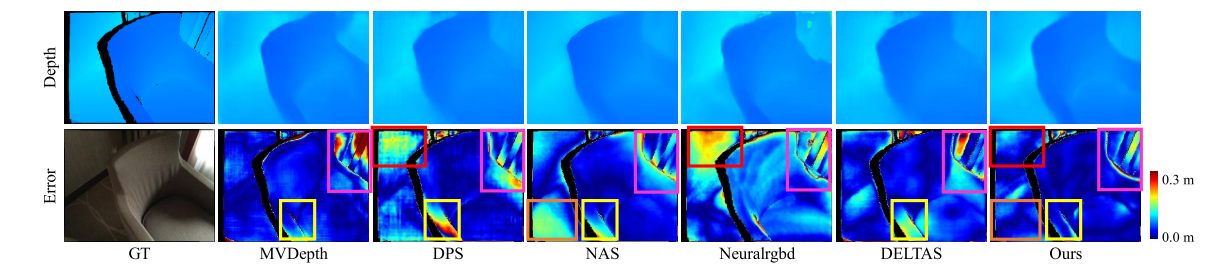 Depth
Error
0.3 m
0.0 m
GT MVDepth DPS NAS Neuralrgbd DELTAS Ours